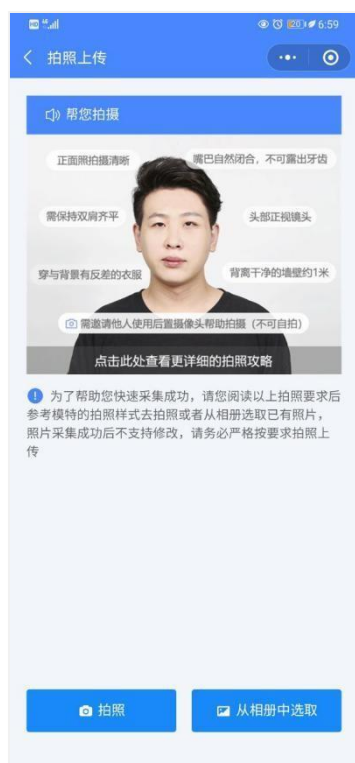 6:59
拍照上传
帮您拍摄
正面照拍摄清晰
嘴巴自然闭合，不可露出牙齿
需保持双肩齐平
头部正视镜头
穿与背景有反差的衣服
背离干净的墙壁约1米
需邀请他人使用后置摄像头帮助拍摄（不可自拍）
点击此处查看更详细的拍照攻略
为了帮助您快速采集成功，请您阅读以上拍照要求后
参考模特的拍照样式去拍照或者从相册选取已有照片，
照片采集成功后不支持修改，请务必严格按要求拍照上
传
拍照
从相册中选取